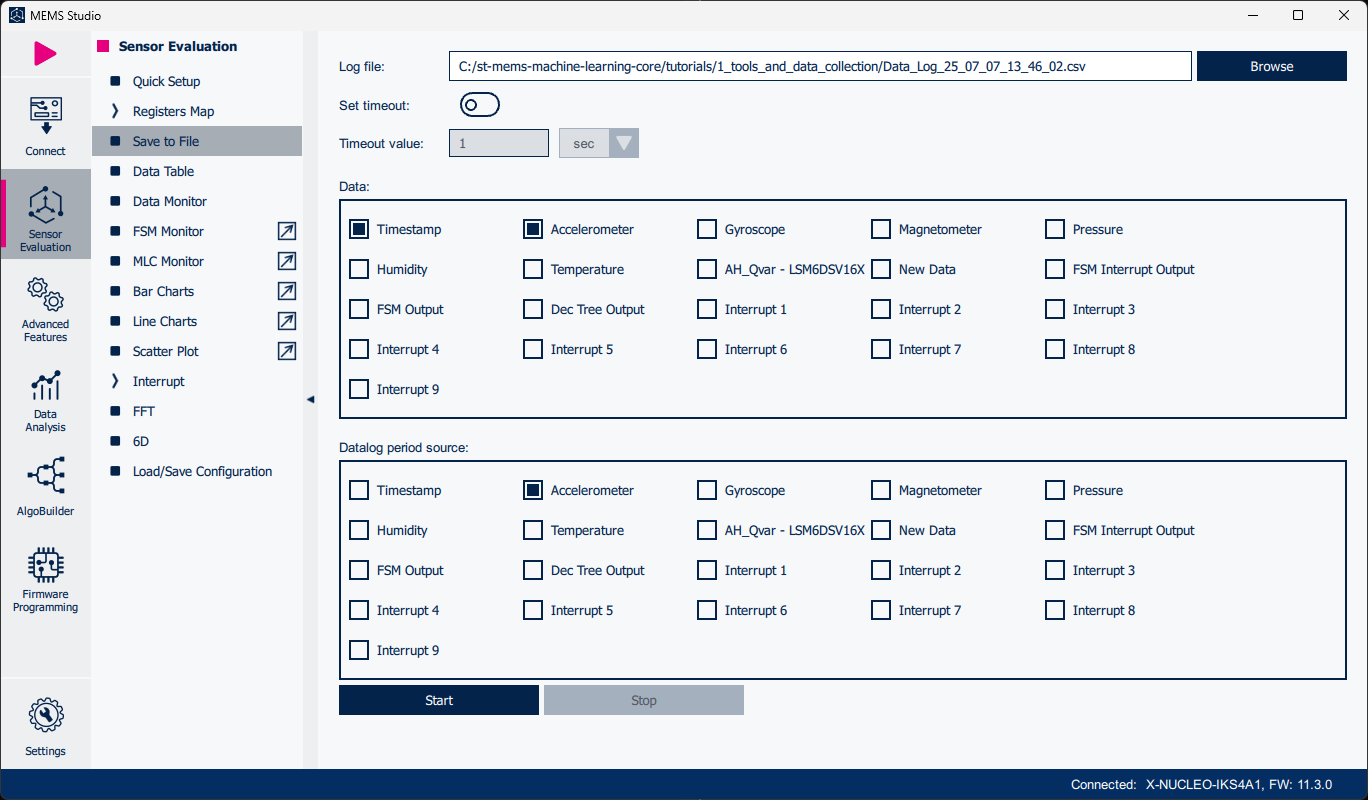 MEMS Studio
Connect
Sensor
Evaluation
Advanced
Features
Data
Analysis
AlgoBuilder
Firmware
Programming
Settings
Sensor Evaluation
Quick Setup
Registers Map
Save to File
Data Table
Data Monitor
FSM Monitor
MLC Monitor
Bar Charts
Line Charts
Scatter Plot
Interrupt
FFT
6D
Load/Save Configuration
Log file: C:/st-mems-machine-learning-core/tutorials/1_tools_and_data_collection/Data_Log_25_07_07_13_46_02.csv Browse
Set timeout:
Timeout value: 1 sec
Data:
Timestamp Accelerometer Gyroscope Magnetometer Pressure
Humidity Temperature AH_Qvar - LSM6DSV16X New Data FSM Interrupt Output
FSM Output Dec Tree Output Interrupt 1 Interrupt 2 Interrupt 3
Interrupt 4 Interrupt 5 Interrupt 6 Interrupt 7 Interrupt 8
Interrupt 9
Datalog period source:
Timestamp Accelerometer Gyroscope Magnetometer Pressure
Humidity Temperature AH_Qvar - LSM6DSV16X New Data FSM Interrupt Output
FSM Output Dec Tree Output Interrupt 1 Interrupt 2 Interrupt 3
Interrupt 4 Interrupt 5 Interrupt 6 Interrupt 7 Interrupt 8
Interrupt 9
Start Stop
Connected: X-NUCLEO-IKS4A1, FW: 11.3.0